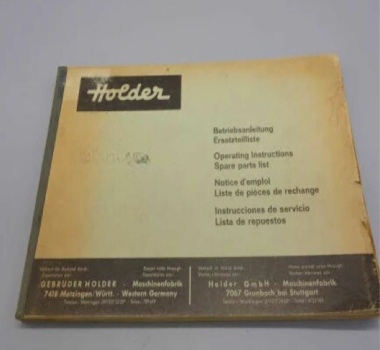 Holder
Betriebsanleitung
Ersatzteilliste
Operating Instructions
Spare parts list
Notice d'emploi
Liste de pièces de rechange
Instrucciones de servicio
Lista de repuestos
GEBRÜDER HOLDER - Maschinenfabrik
7418 Metzingen/Württ. - Western Germany
Holder GmbH - Maschinenfabrik
7067 Grunbach bei Stuttgart